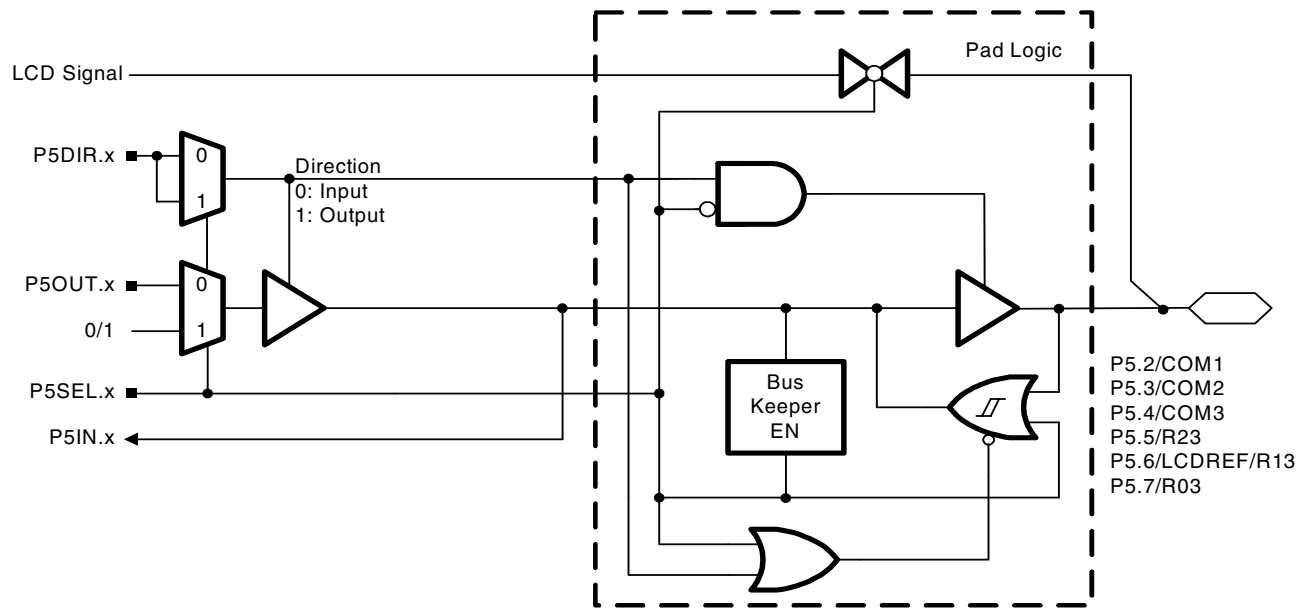 Pad Logic
LCD Signal
P5DIR.x
0
1
Direction
0: Input
1: Output
P5OUT.x
0
0/1
1
P5SEL.x
P5IN.x
Bus
Keeper
EN
P5.2/COM1
P5.3/COM2
P5.4/COM3
P5.5/R23
P5.6/LCDREF/R13
P5.7/R03